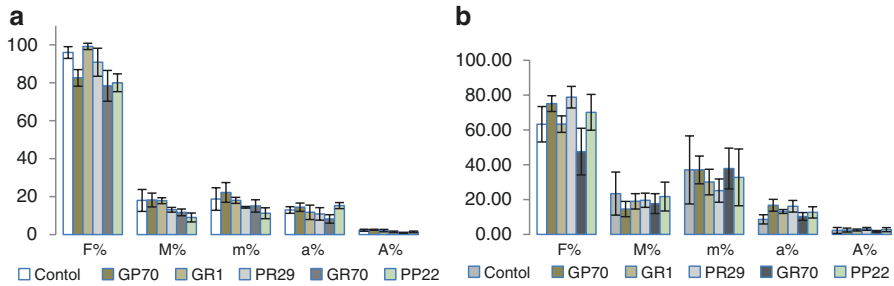 a
100
80
60
40
20
0
F% M% m% a% A%
Contol GP70 GR1 PR29 GR70 PP22
b
100.00
80.00
60.00
40.00
20.00
0.00
F% M% m% a% A%
Contol GP70 GR1 PR29 GR70 PP22